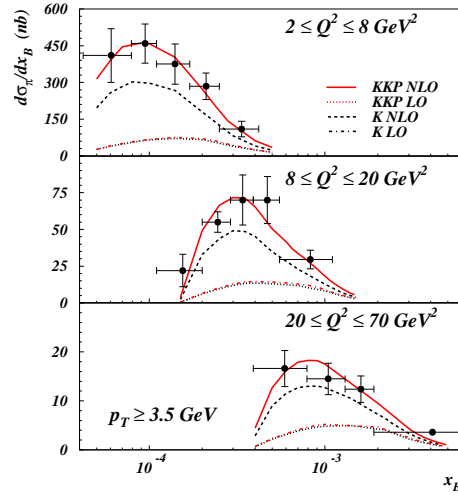 dσπ/dxB (nb)
600
450
300
150
0
2 ≤ Q² ≤ 8 GeV²
KKP NLO
KKP LO
K NLO
K LO
75
50
25
0
8 ≤ Q² ≤ 20 GeV²
20
10
0
20 ≤ Q² ≤ 70 GeV²
pT ≥ 3.5 GeV
10⁻⁴
10⁻³
xB